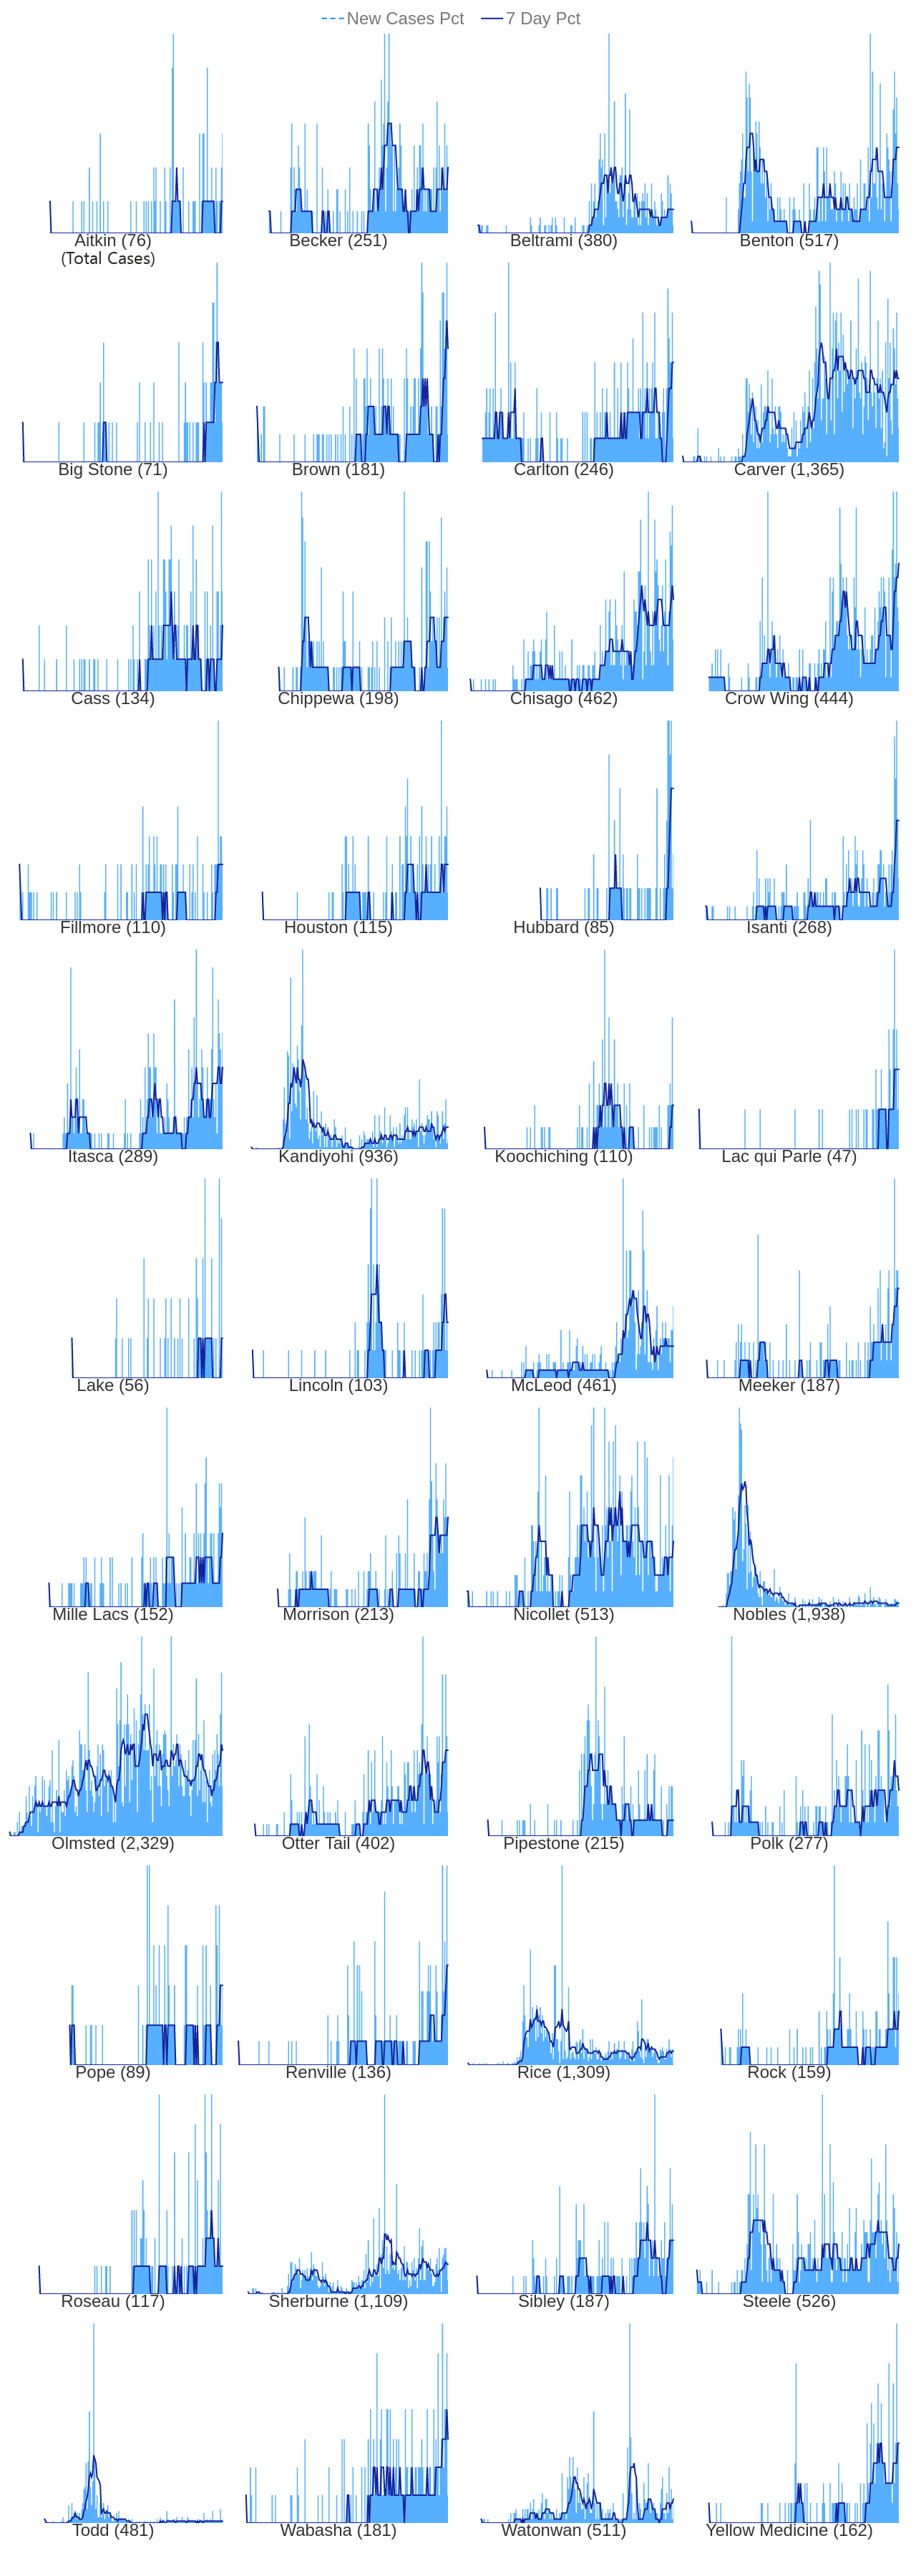 New Cases Pct 7 Day Pct
Aitkin (76) Becker (251) Beltrami (380) Benton (517)
(Total Cases)
Big Stone (71) Brown (181) Carlton (246) Carver (1,365)
Cass (134) Chippewa (198) Chisago (462) Crow Wing (444)
Fillmore (110) Houston (115) Hubbard (85) Isanti (268)
Itasca (289) Kandiyohi (936) Koochiching (110) Lac qui Parle (47)
Lake (56) Lincoln (103) McLeod (461) Meeker (187)
Mille Lacs (152) Morrison (213) Nicollet (513) Nobles (1,938)
Olmsted (2,329) Otter Tail (402) Pipestone (215) Polk (277)
Pope (89) Renville (136) Rice (1,309) Rock (159)
Roseau (117) Sherburne (1,109) Sibley (187) Steele (526)
Todd (481) Wabasha (181) Watonwan (511) Yellow Medicine (162)